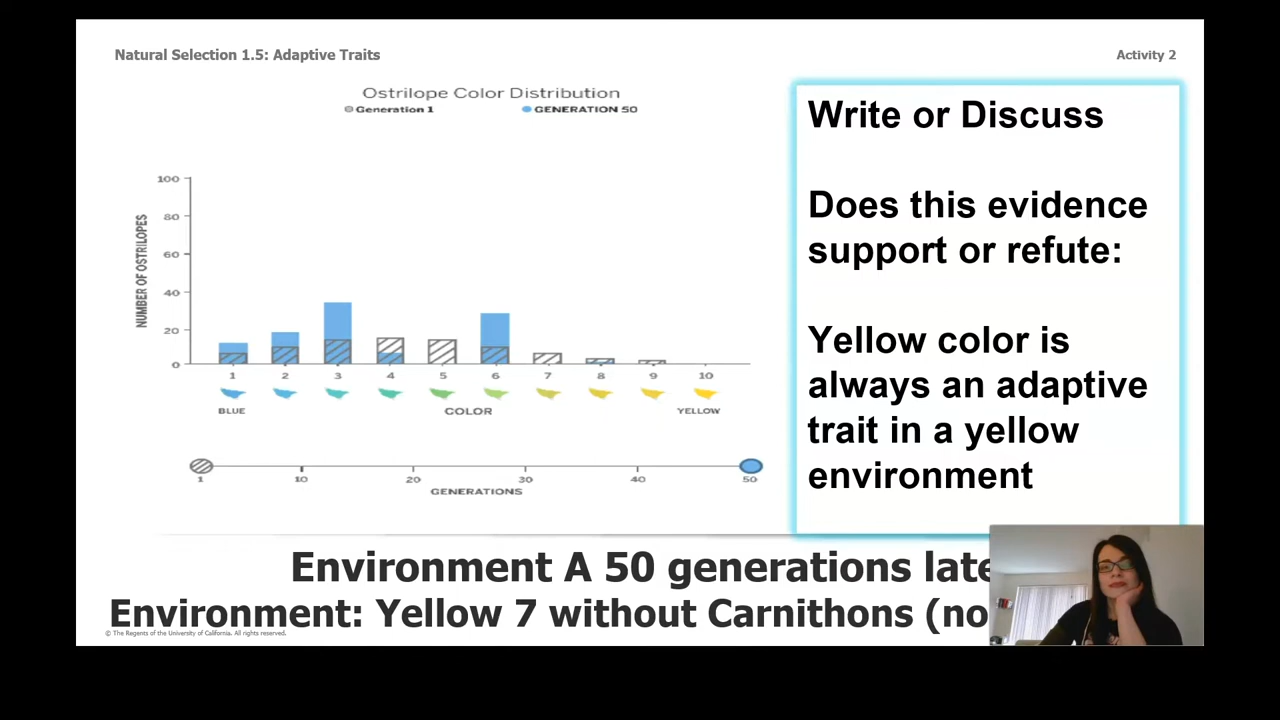 Natural Selection 1.5: Adaptive Traits
Activity 2
Ostrilope Color Distribution
Generation 1 GENERATION 50
100
80
60
40
20
0
NUMBER OF OSTRILOPES
1 2 3 4 5 6 7 8 9 10
BLUE COLOR YELLOW
1 10 20 30 40 50
GENERATIONS
Write or Discuss
Does this evidence
support or refute:
Yellow color is
always an adaptive
trait in a yellow
environment
Environment A 50 generations late
Environment: Yellow 7 without Carnithons (no
© The Regents of the University of California. All rights reserved.